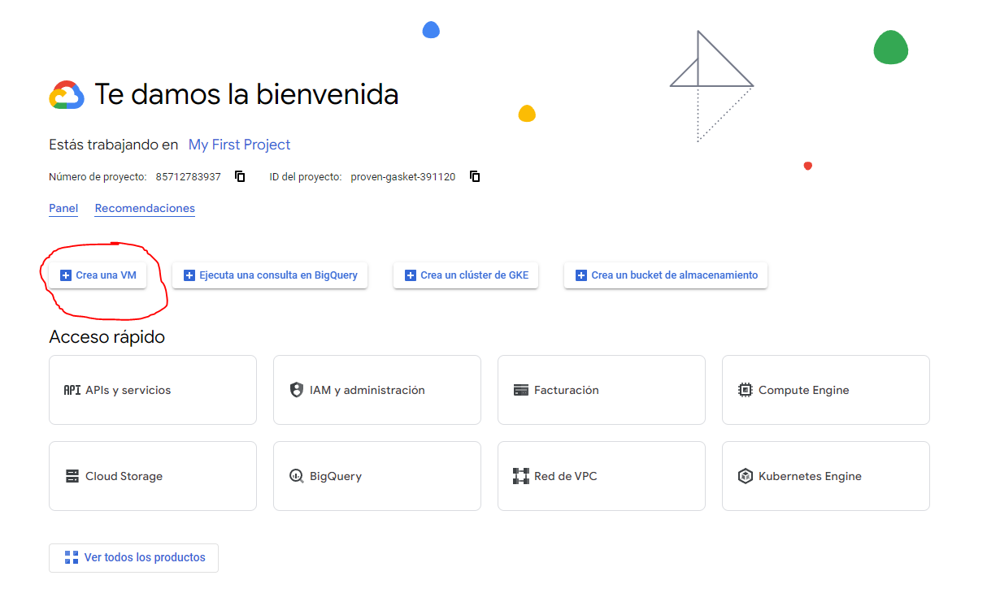 Te damos la bienvenida
Estás trabajando en My First Project
Número de proyecto: 85712783937 ID del proyecto: proven-gasket-391120
Panel Recomendaciones
Crea una VM Ejecuta una consulta en BigQuery Crea un clúster de GKE Crea un bucket de almacenamiento
Acceso rápido
API APIs y servicios IAM y administración Facturación Compute Engine
Cloud Storage BigQuery Red de VPC Kubernetes Engine
Ver todos los productos